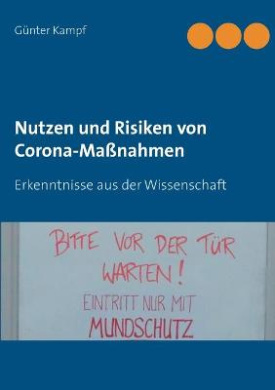 Günter Kampf
Nutzen und Risiken von
Corona-Maßnahmen
Erkenntnisse aus der Wissenschaft
BITTE VOR DER TÜR
WARTEN!
EINTRITT NUR MIT
MUNDSCHUTZ